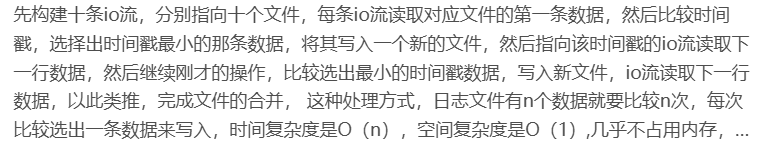 先构建十条io流，分别指向十个文件，每条io流读取对应文件的第一条数据，然后比较时间
戳，选择出时间戳最小的那条数据，将其写入一个新的文件，然后指向该时间戳的io流读取下
一行数据，然后继续刚才的操作，比较选出最小的时间戳数据，写入新文件，io流读取下一行
数据，以此类推，完成文件的合并， 这种处理方式，日志文件有n个数据就要比较n次，每次
比较选出一条数据来写入，时间复杂度是O（n），空间复杂度是O（1）,几乎不占用内存，...